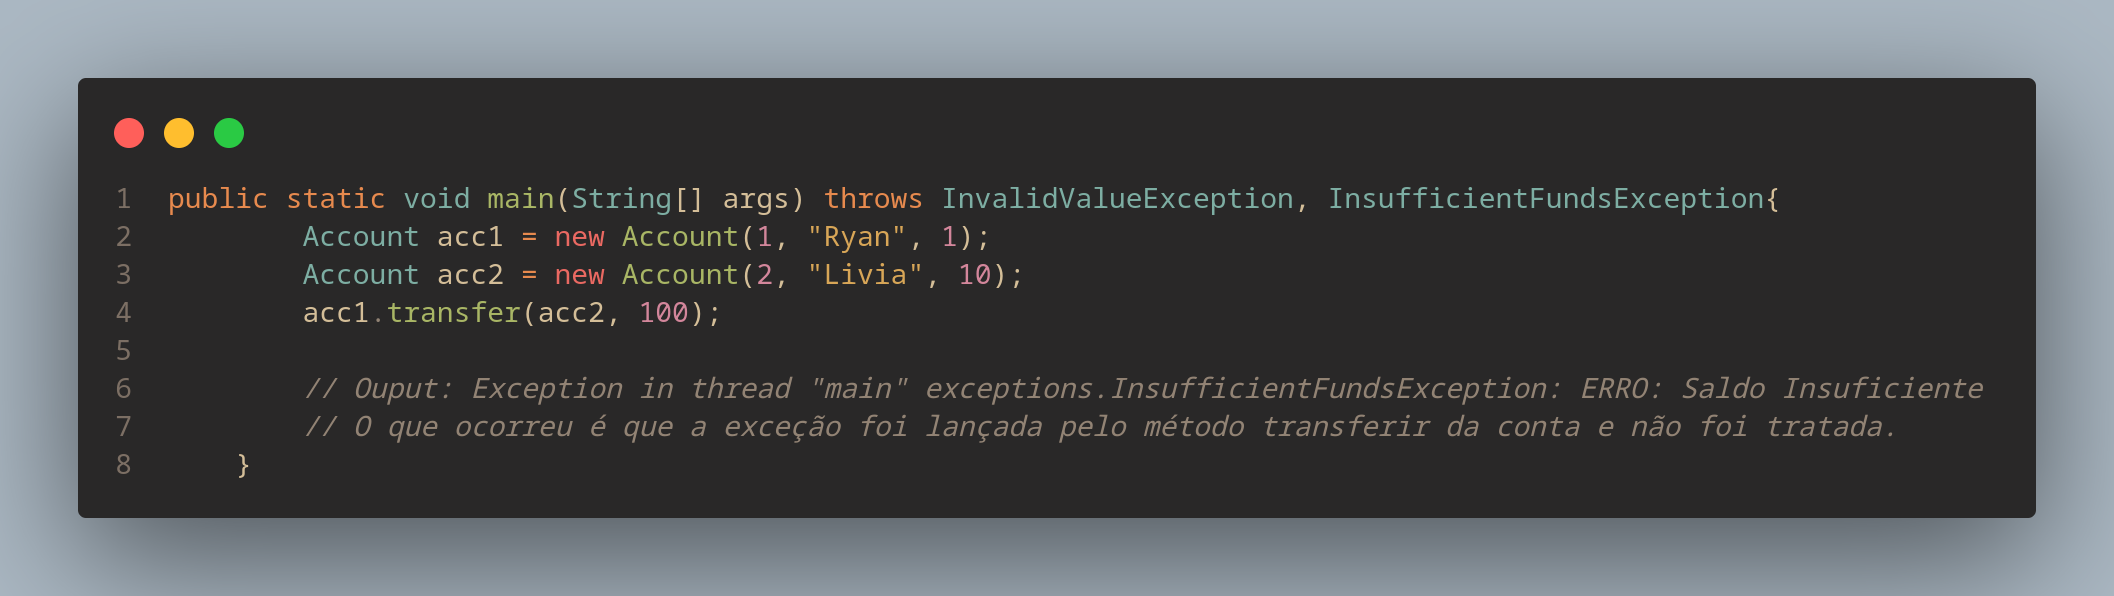 1 public static void main(String[] args) throws InvalidValueException, InsufficientFundsException{
2         Account acc1 = new Account(1, "Ryan", 1);
3         Account acc2 = new Account(2, "Livia", 10);
4         acc1.transfer(acc2, 100);
5
6         // Ouput: Exception in thread "main" exceptions.InsufficientFundsException: ERRO: Saldo Insuficiente
7         // O que ocorreu é que a exceção foi lançada pelo método transferir da conta e não foi tratada.
8     }